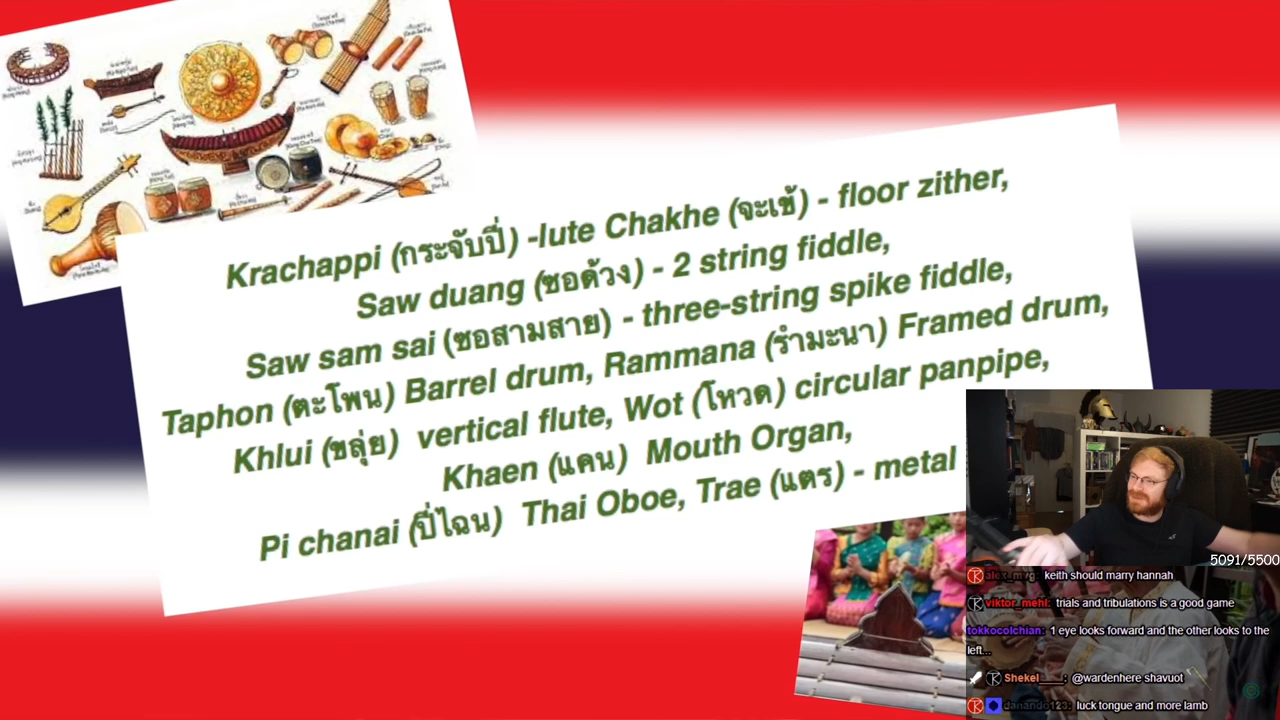 Krachappi (กระจับปี่) -lute Chakhe (จะเข้) - floor zither,
Saw duang (ซอด้วง) - 2 string fiddle,
Saw sam sai (ซอสามสาย) - three-string spike fiddle,
Taphon (ตะโพน) Barrel drum, Rammana (รำมะนา) Framed drum,
Khlui (ขลุ่ย) vertical flute, Wot (โหวด) circular panpipe,
Khaen (แคน) Mouth Organ,
Pi chanai (ปี่ไฉน) Thai Oboe, Trae (แตร) - metal
5091/5500
alex_mvg: keith should marry hannah
viktor_mehl: trials and tribulations is a good game
tokkocolchian: 1 eye looks forward and the other looks to the
left...
Shekel____: @wardenhere shavuot
danando123: luck tongue and more lamb